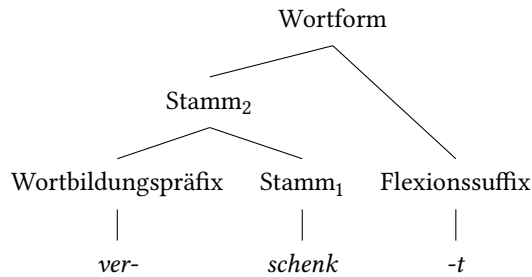 Wortform
Stamm₂
Wortbildungspräfix Stamm₁ Flexionssuffix
ver- schenk -t